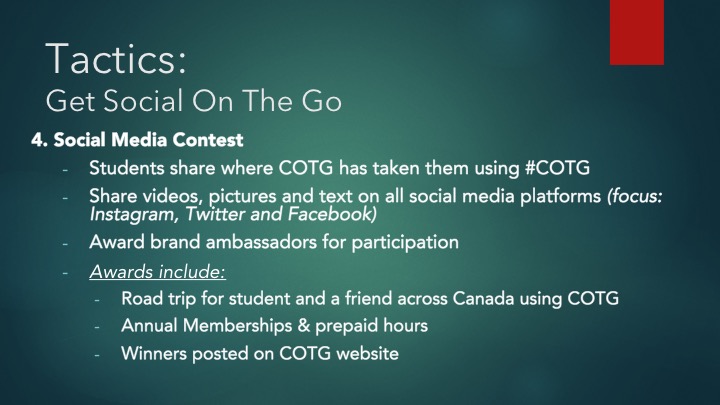 Tactics:
Get Social On The Go
4. Social Media Contest
- Students share where COTG has taken them using #COTG
- Share videos, pictures and text on all social media platforms (focus:
Instagram, Twitter and Facebook)
- Award brand ambassadors for participation
- Awards include:
- Road trip for student and a friend across Canada using COTG
- Annual Memberships & prepaid hours
- Winners posted on COTG website